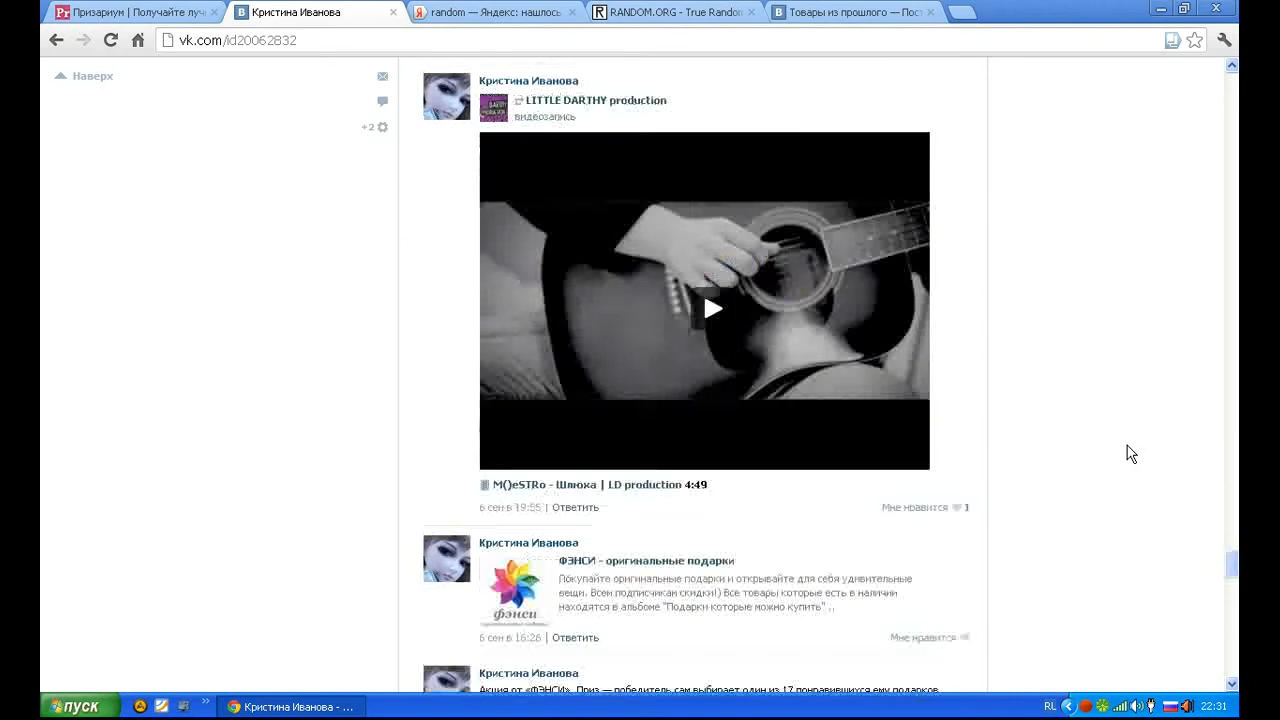 Призариум | Получайте луч
Кристина Иванова
random — Яндекс: нашлось
RANDOM.ORG - True Random
Товары из прошлого — Пост
vk.com/id20062832
Наверх
+2
Кристина Иванова
LITTLE DARTHY production
видеозапись
M()eSTRo - Шлюха | LD production 4:49
6 сен в 19:55 | Ответить
Мне нравится 1
Кристина Иванова
ФЭНСИ - оригинальные подарки
Покупайте оригинальные подарки и открывайте для себя удивительные
вещи. Всем подписчикам скидки!) Все товары которые есть в наличии
находятся в альбоме "Подарки которые можно купить" ..
фэнси
6 сен в 16:26 | Ответить
Мне нравится
Кристина Иванова
Акция от «ФЭНСИ». Приз — победитель сам выбирает один из 17 понравившихся ему подарков
пуск
Кристина Иванова - ...
RL
22:31